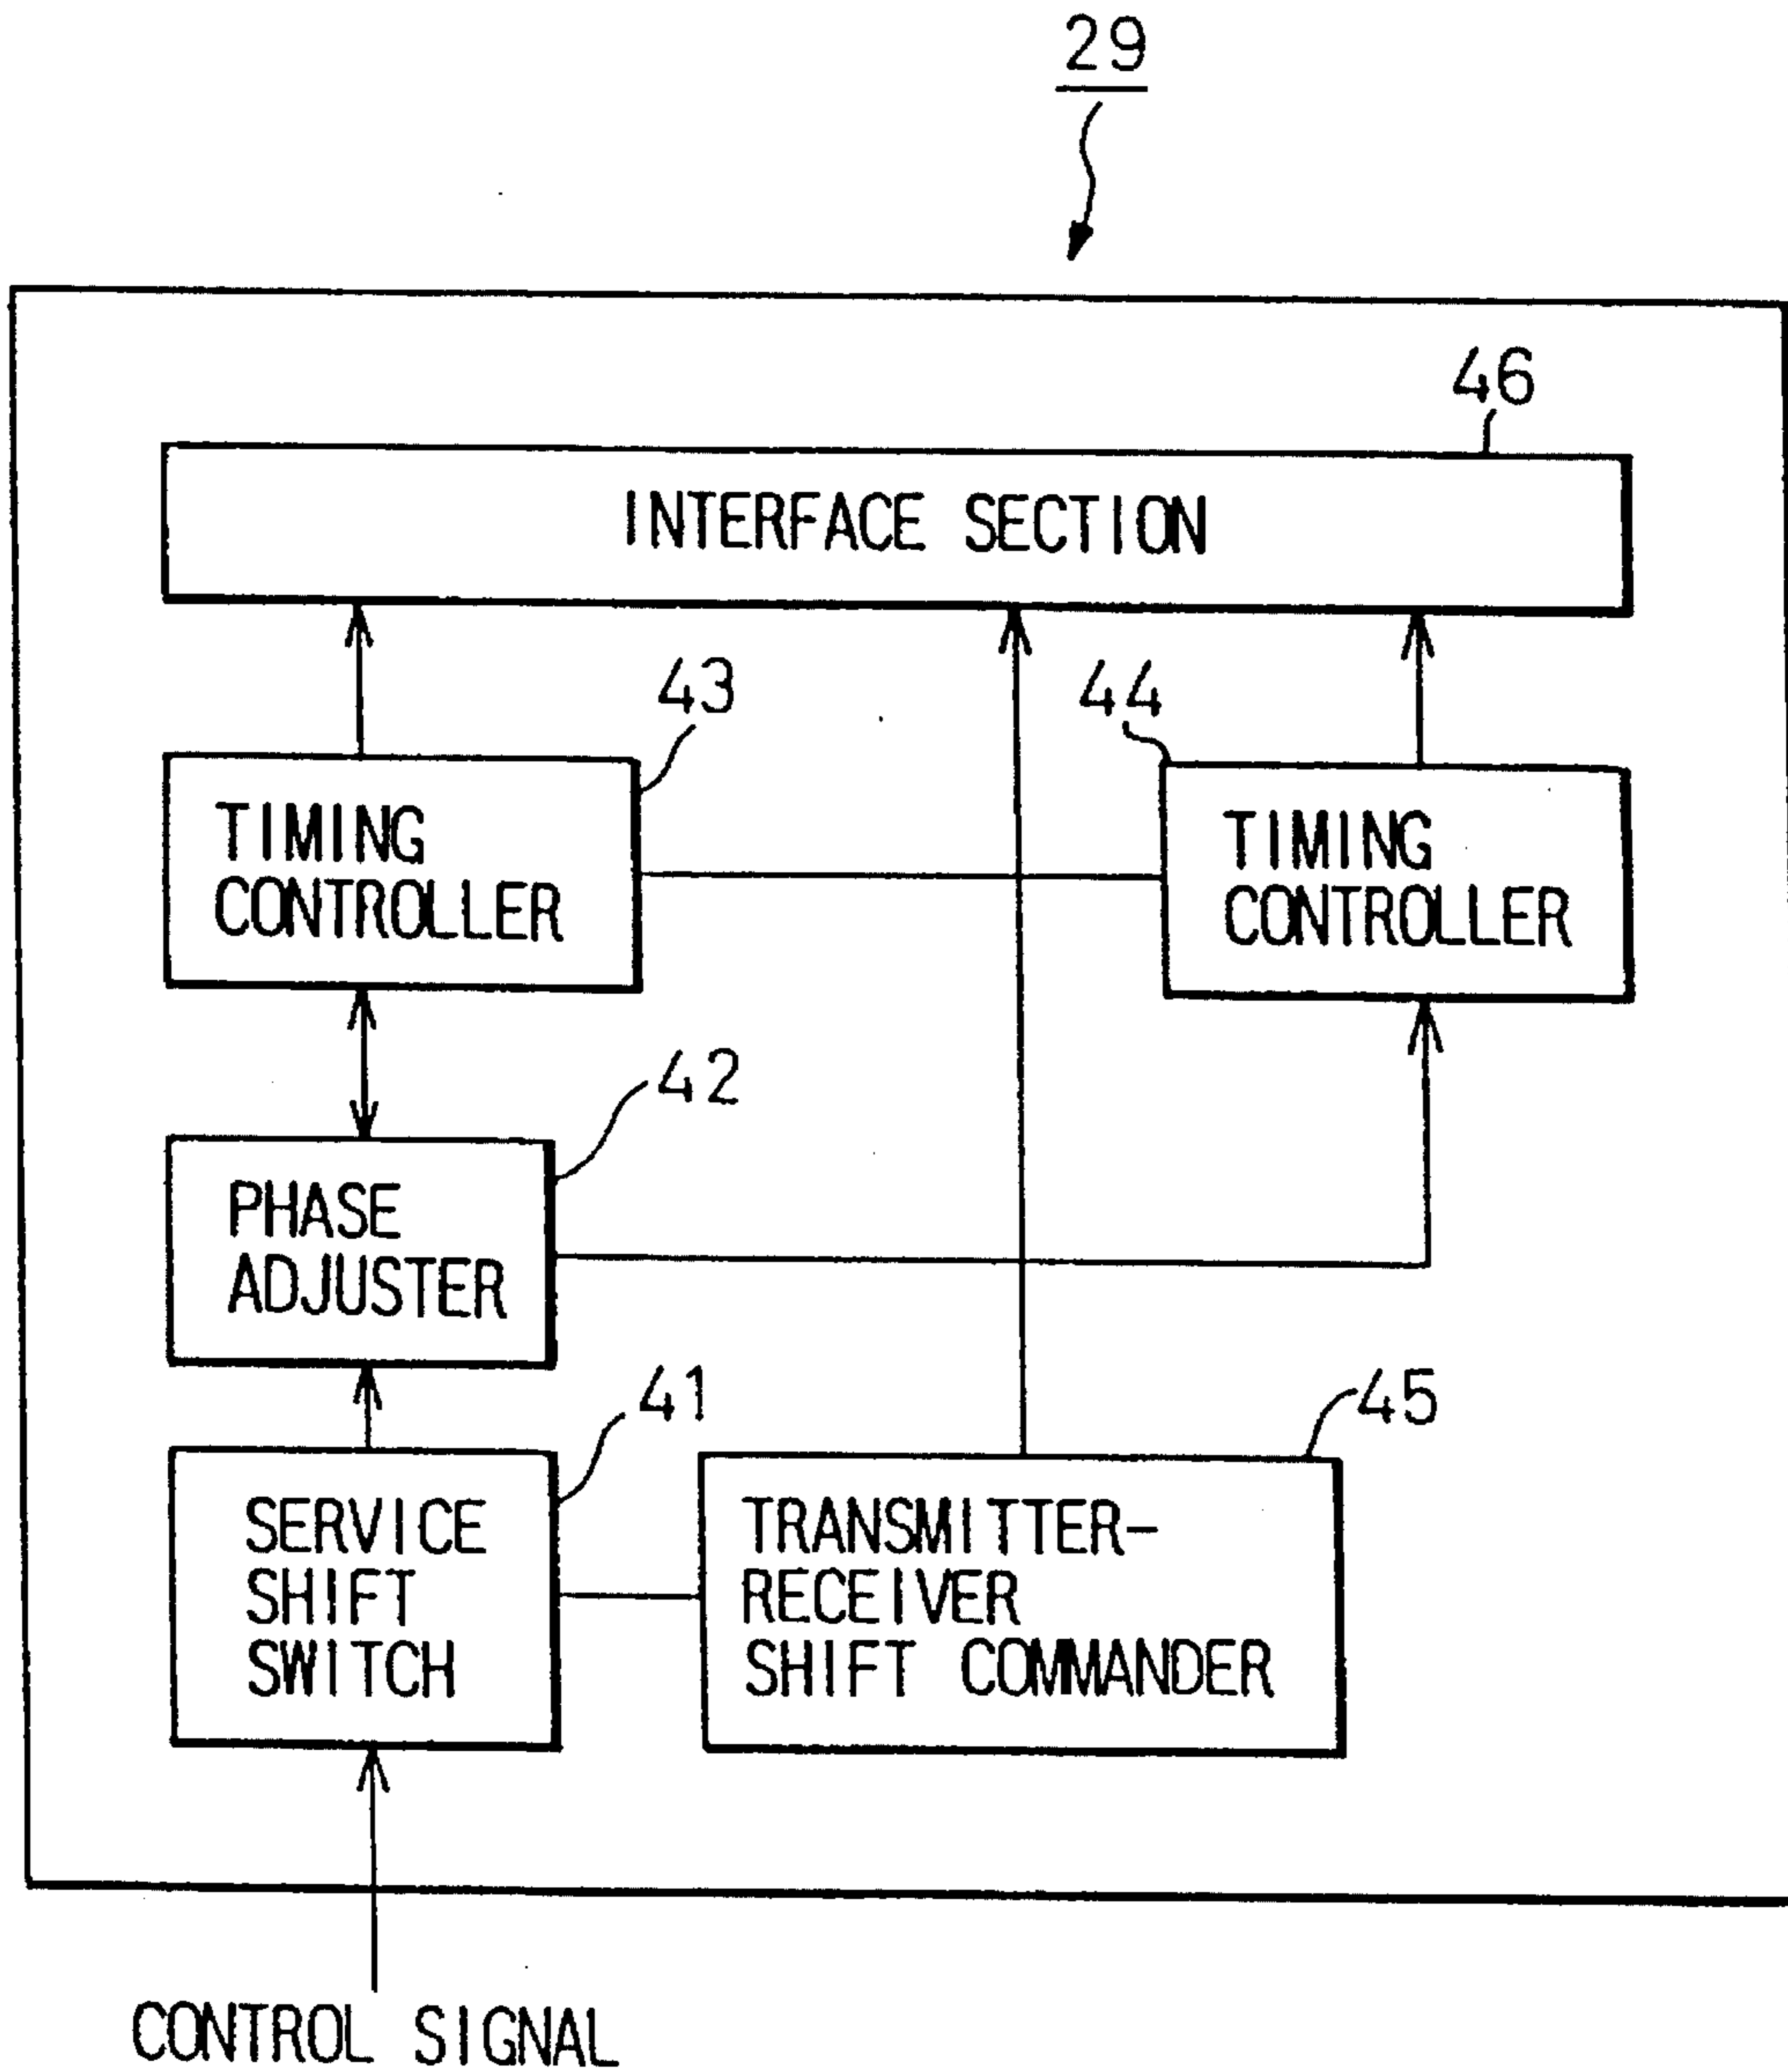 29
46
INTERFACE SECTION
43
44
TIMING
CONTROLLER
TIMING
CONTROLLER
42
PHASE
ADJUSTER
41
45
SERVICE
SHIFT
SWITCH
TRANSMITTER-
RECEIVER
SHIFT COMMANDER
CONTROL SIGNAL